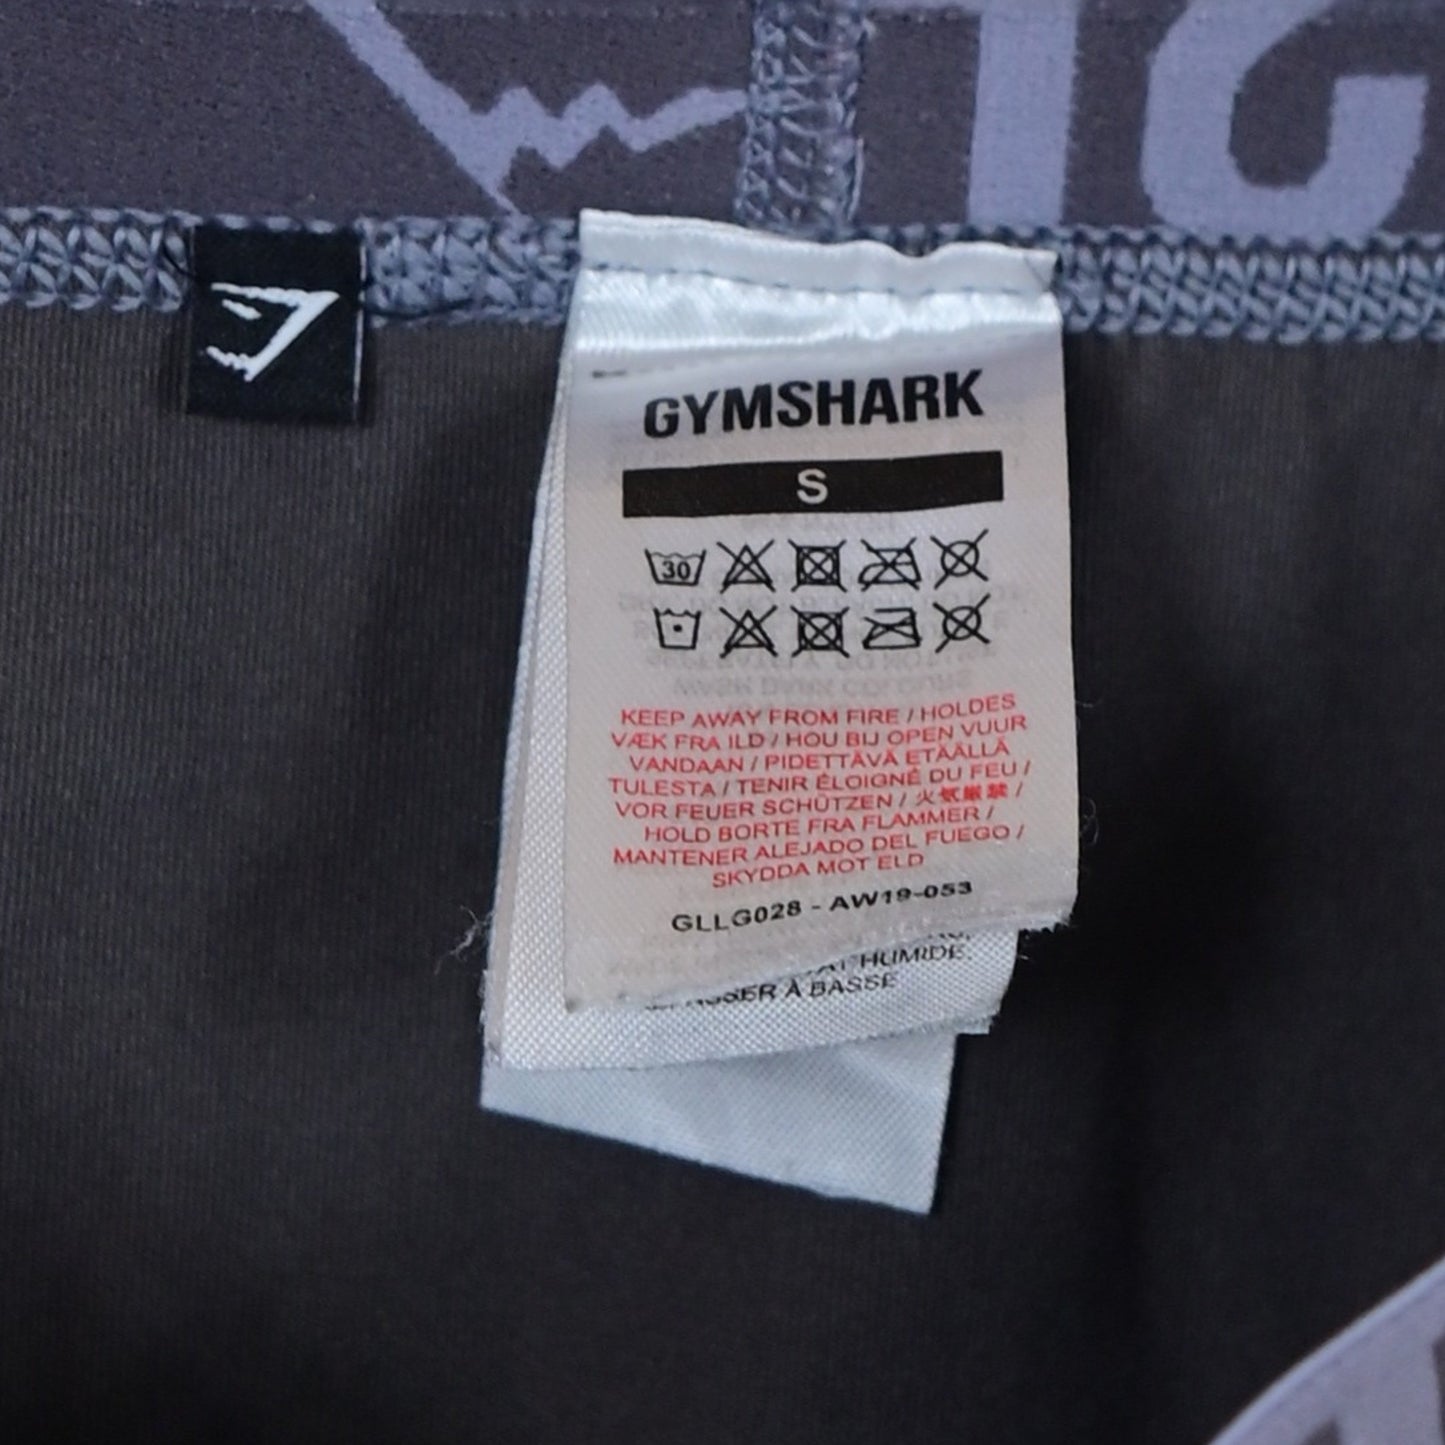 GYMSHARK
S
30
KEEP AWAY FROM FIRE / HOLDES
VÆK FRA ILD / HOU BIJ OPEN VUUR
VANDAAN / PIDETTÄVÄ ETÄÄLLÄ
TULESTA / TENIR ÉLOIGNÉ DU FEU /
VOR FEUER SCHÜTZEN / 火気厳禁 /
HOLD BORTE FRA FLAMMER /
MANTENER ALEJADO DEL FUEGO /
SKYDDA MOT ELD
GLLG028 - AW19-053
HUMIDE.
À BASSE